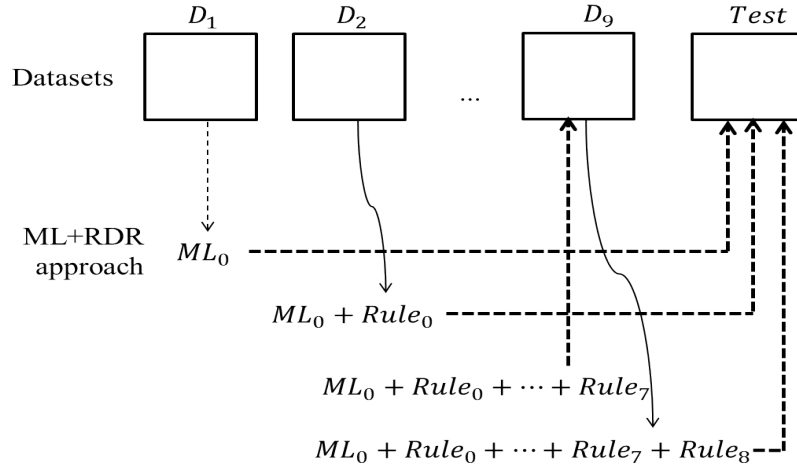 D₁ D₂ D₉ Test
Datasets
...
ML+RDR
approach
ML₀
ML₀ + Rule₀
ML₀ + Rule₀ + ⋯ + Rule₇
ML₀ + Rule₀ + ⋯ + Rule₇ + Rule₈